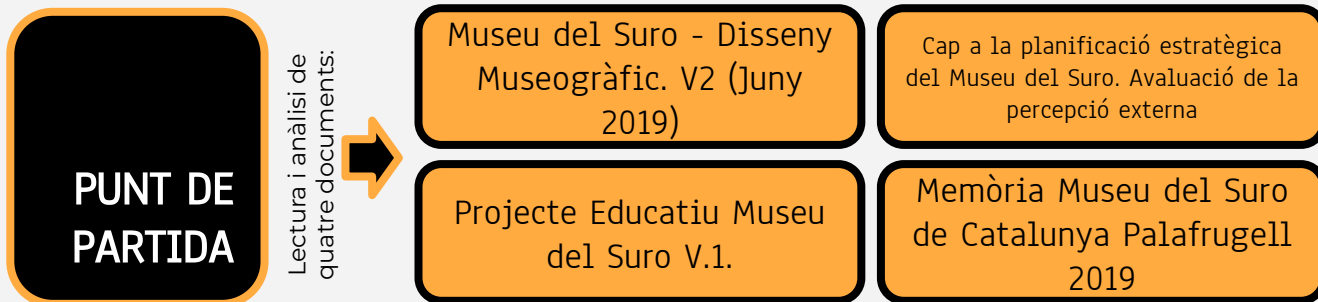 PUNT DE
PARTIDA
Lectura i anàlisi de
quatre documents:
Museu del Suro - Disseny
Museogràfic. V2 (Juny
2019)
Cap a la planificació estratègica
del Museu del Suro. Avaluació de la
percepció externa
Projecte Educatiu Museu
del Suro V.1.
Memòria Museu del Suro
de Catalunya Palafrugell
2019